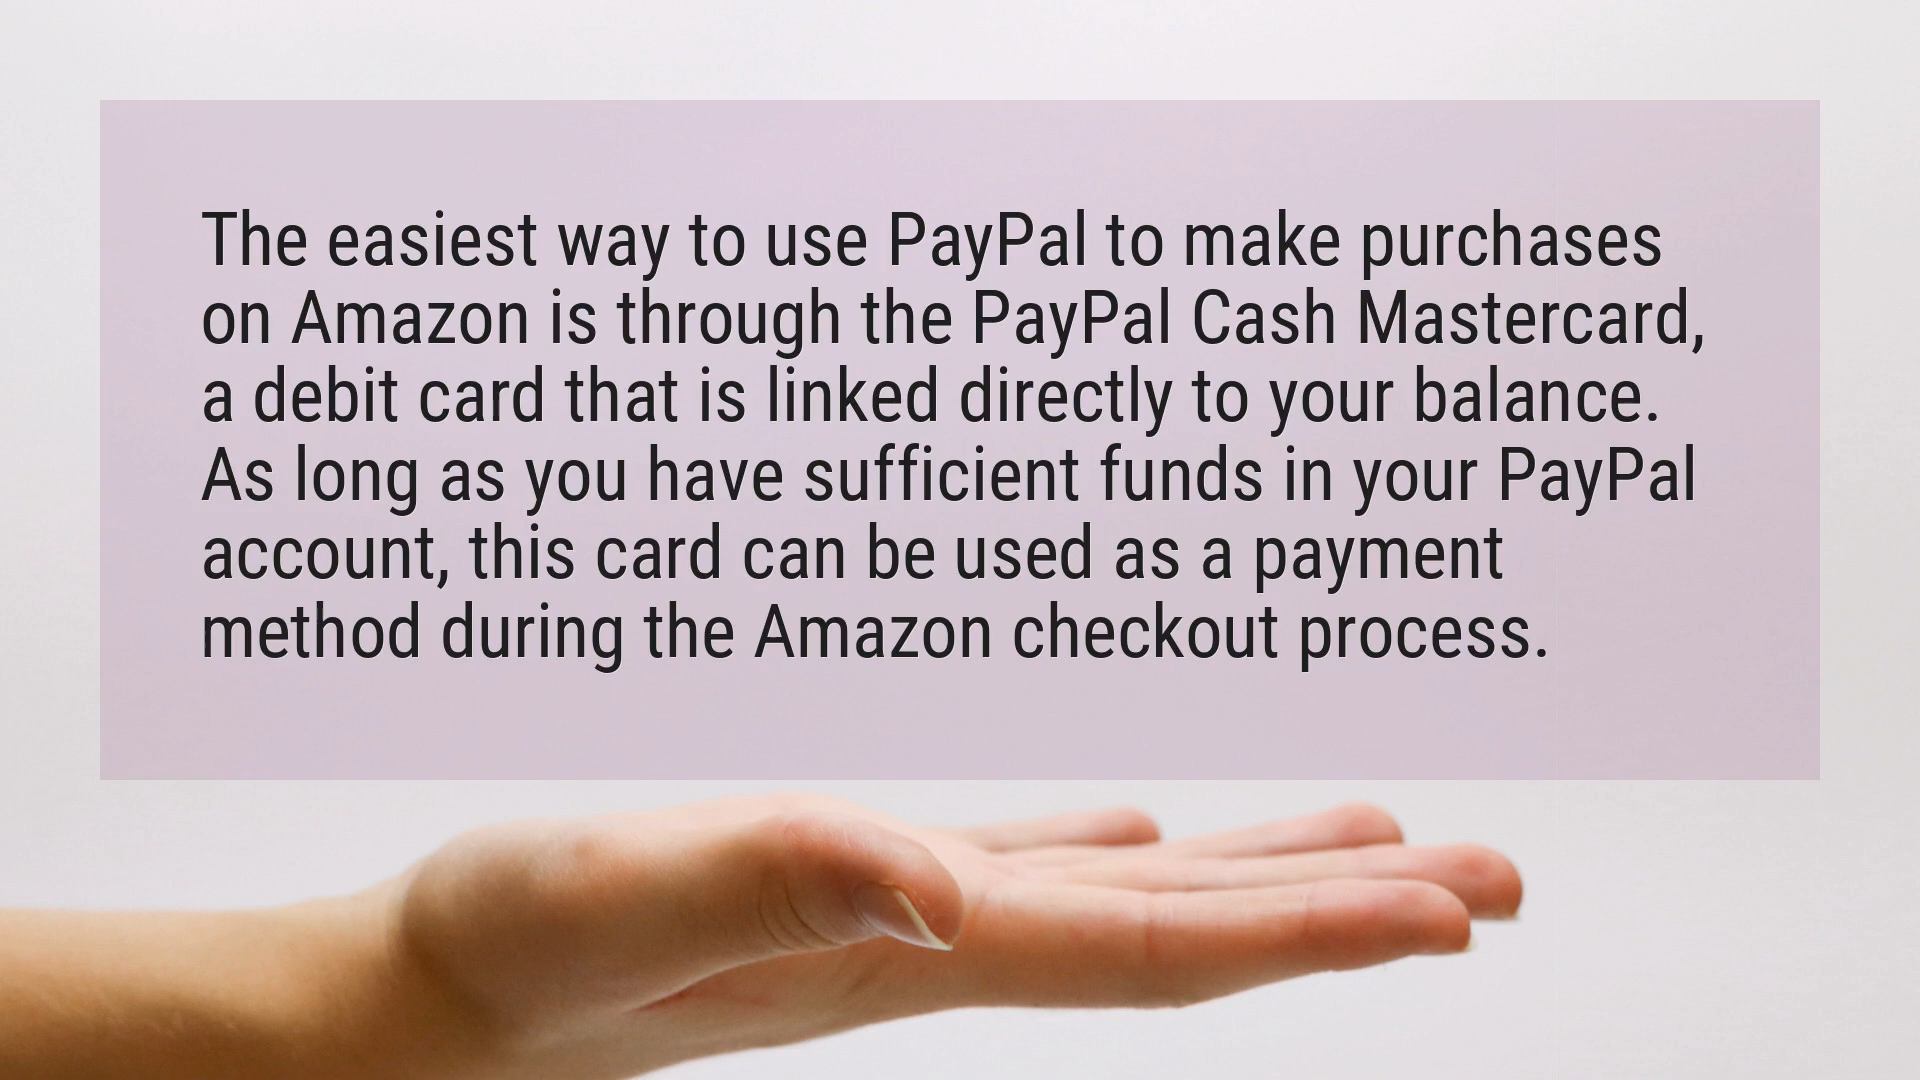 The easiest way to use PayPal to make purchases
on Amazon is through the PayPal Cash Mastercard,
a debit card that is linked directly to your balance.
As long as you have sufficient funds in your PayPal
account, this card can be used as a payment
method during the Amazon checkout process.